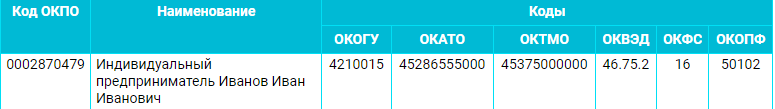 Код ОКПО Наименование Коды
ОКОГУ ОКАТО ОКТМО ОКВЭД ОКФС ОКОПФ
0002870479 Индивидуальный 4210015 45286555000 45375000000 46.75.2 16 50102
предприниматель Иванов Иван
Иванович